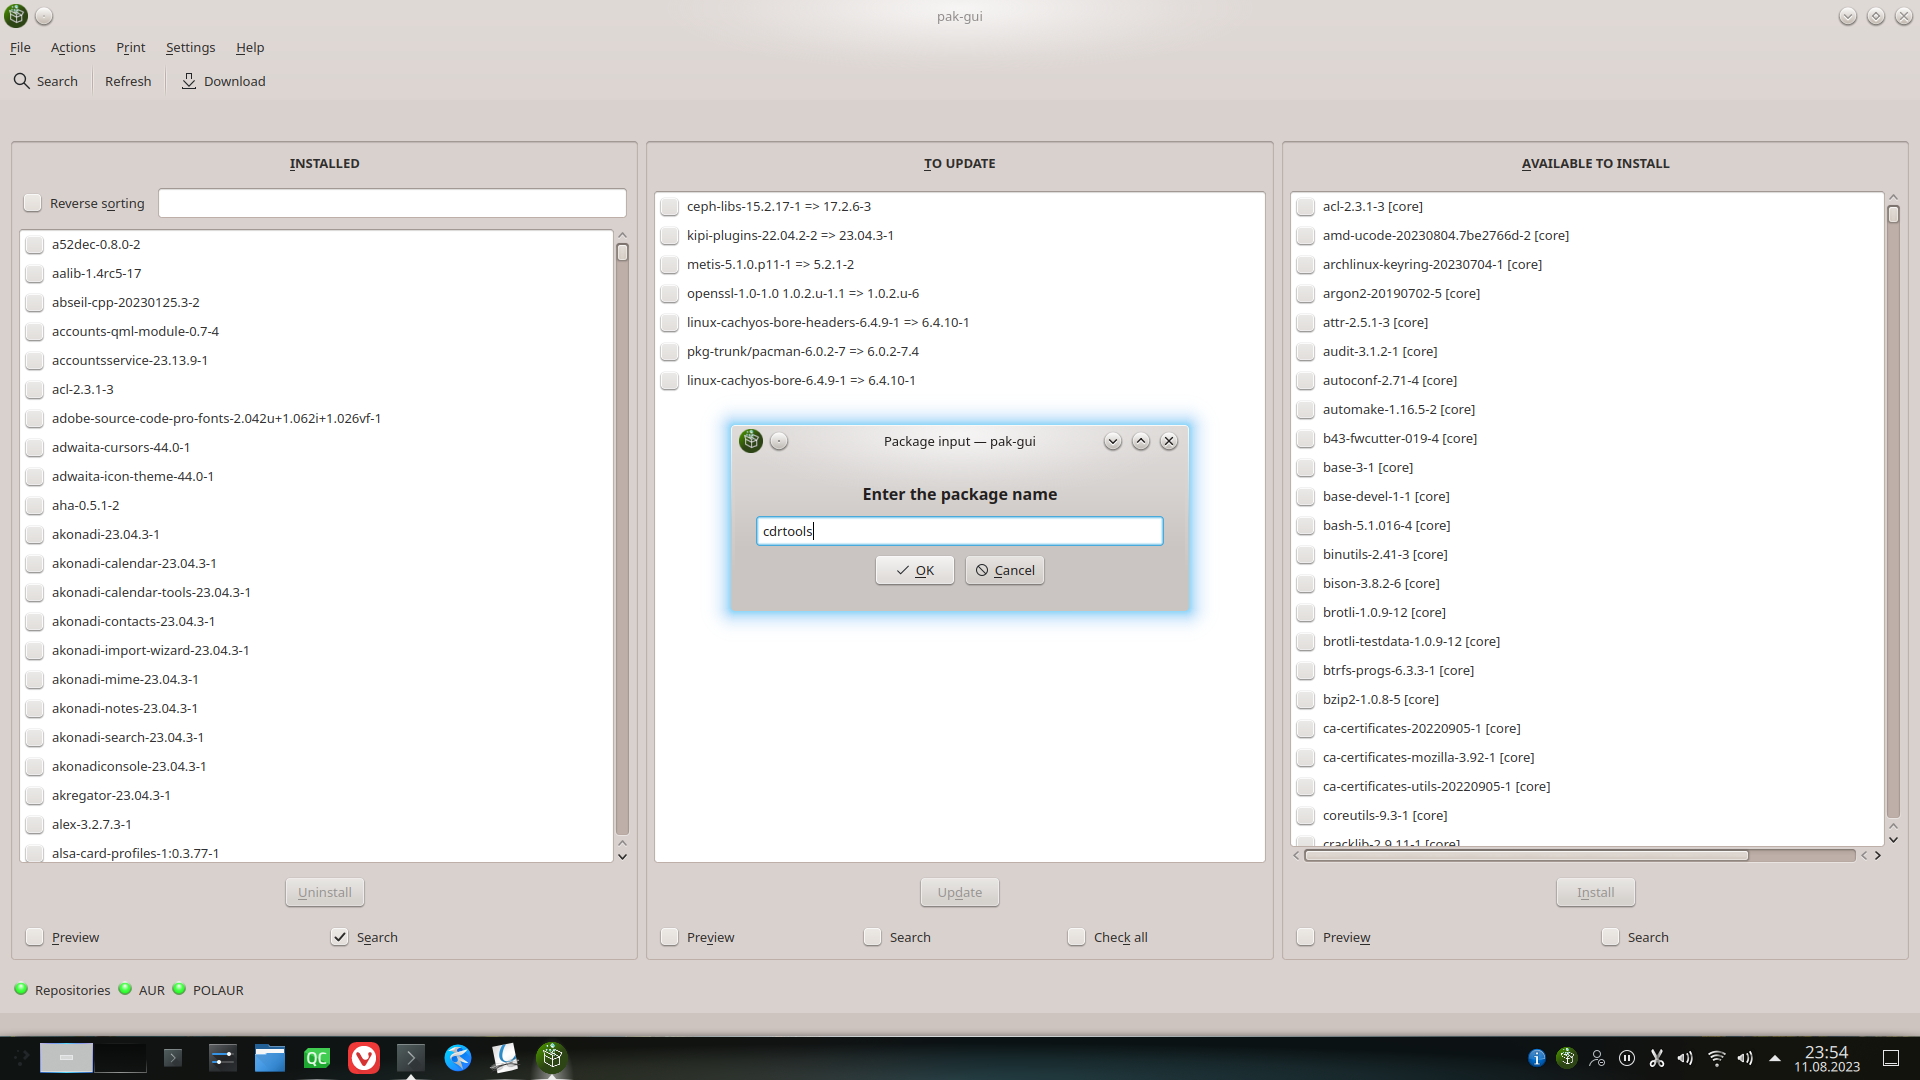 pak-gui
File Actions Print Settings Help
Search Refresh Download
INSTALLED
Reverse sorting
a52dec-0.8.0-2
aalib-1.4rc5-17
abseil-cpp-20230125.3-2
accounts-qml-module-0.7-4
accountsservice-23.13.9-1
acl-2.3.1-3
adobe-source-code-pro-fonts-2.042u+1.062i+1.026vf-1
adwaita-cursors-44.0-1
adwaita-icon-theme-44.0-1
aha-0.5.1-2
akonadi-23.04.3-1
akonadi-calendar-23.04.3-1
akonadi-calendar-tools-23.04.3-1
akonadi-contacts-23.04.3-1
akonadi-import-wizard-23.04.3-1
akonadi-mime-23.04.3-1
akonadi-notes-23.04.3-1
akonadi-search-23.04.3-1
akonadiconsole-23.04.3-1
akregator-23.04.3-1
alex-3.2.7.3-1
alsa-card-profiles-1:0.3.77-1
Uninstall
Preview Search
TO UPDATE
ceph-libs-15.2.17-1 => 17.2.6-3
kipi-plugins-22.04.2-2 => 23.04.3-1
metis-5.1.0.p11-1 => 5.2.1-2
openssl-1.0-1.0 1.0.2.u-1.1 => 1.0.2.u-6
linux-cachyos-bore-headers-6.4.9-1 => 6.4.10-1
pkg-trunk/pacman-6.0.2-7 => 6.0.2-7.4
linux-cachyos-bore-6.4.9-1 => 6.4.10-1
Package input — pak-gui
Enter the package name
cdrtools
OK Cancel
Update
Preview Search Check all
AVAILABLE TO INSTALL
acl-2.3.1-3 [core]
amd-ucode-20230804.7be2766d-2 [core]
archlinux-keyring-20230704-1 [core]
argon2-20190702-5 [core]
attr-2.5.1-3 [core]
audit-3.1.2-1 [core]
autoconf-2.71-4 [core]
automake-1.16.5-2 [core]
b43-fwcutter-019-4 [core]
base-3-1 [core]
base-devel-1-1 [core]
bash-5.1.016-4 [core]
binutils-2.41-3 [core]
bison-3.8.2-6 [core]
brotli-1.0.9-12 [core]
brotli-testdata-1.0.9-12 [core]
btrfs-progs-6.3.3-1 [core]
bzip2-1.0.8-5 [core]
ca-certificates-20220905-1 [core]
ca-certificates-mozilla-3.92-1 [core]
ca-certificates-utils-20220905-1 [core]
coreutils-9.3-1 [core]
cracklib-2.9.11-1 [core]
Install
Preview Search
Repositories AUR POLAUR
QC
23:54
11.08.2023